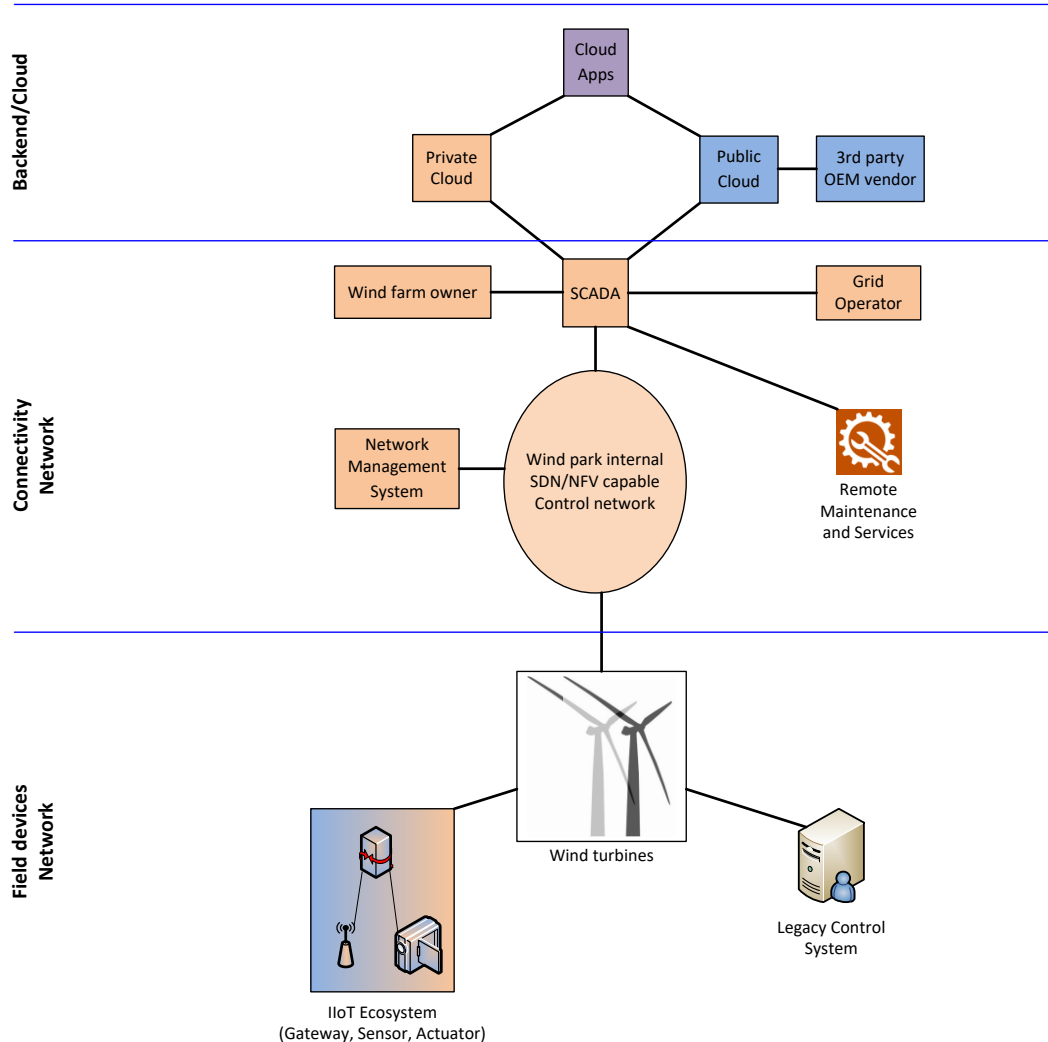 Backend/Cloud
Cloud
Apps
Private
Cloud
Public
Cloud
3rd party
OEM vendor
Connectivity
Network
Wind farm owner
SCADA
Grid
Operator
Network
Management
System
Wind park internal
SDN/NFV capable
Control network
Remote
Maintenance
and Services
Field devices
Network
Wind turbines
Legacy Control
System
IIoT Ecosystem
(Gateway, Sensor, Actuator)